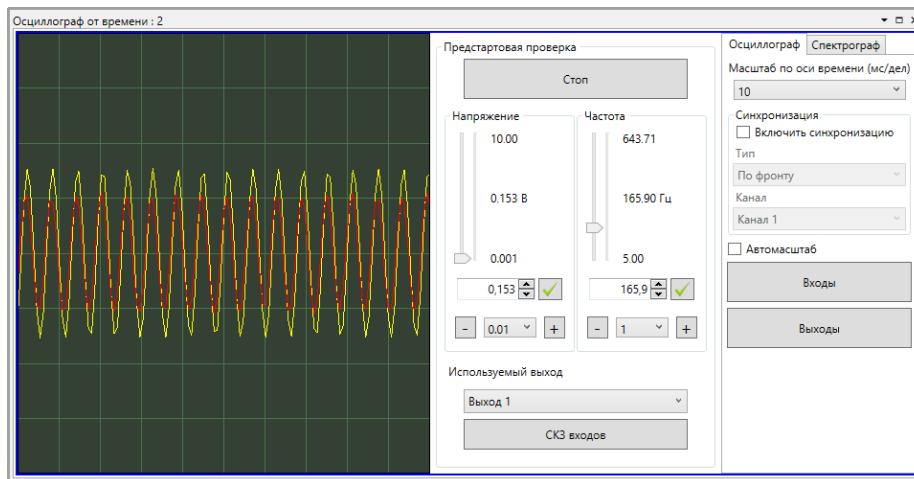 Осциллограф от времени : 2
Предстартовая проверка
Стоп
Напряжение
10.00
0.153 В
0.001
0,153
- 0.01 +
Частота
643.71
165.90 Гц
5.00
165,9
- 1 +
Используемый выход
Выход 1
СКЗ входов
Осциллограф Спектрограф
Масштаб по оси времени (мс/дел)
10
Синхронизация
Включить синхронизацию
Тип
По фронту
Канал
Канал 1
Автомасштаб
Входы
Выходы